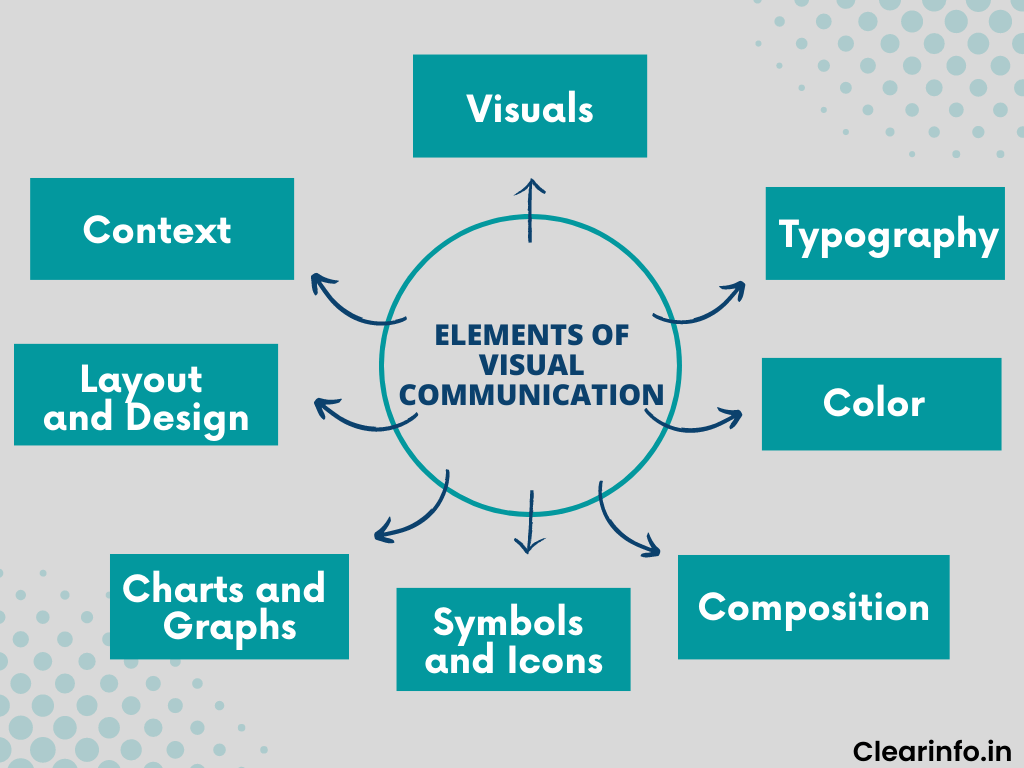 Visuals
Context
Typography
ELEMENTS OF
VISUAL
COMMUNICATION
Layout
and Design
Color
Charts and
Graphs
Symbols
and Icons
Composition
Clearinfo.in